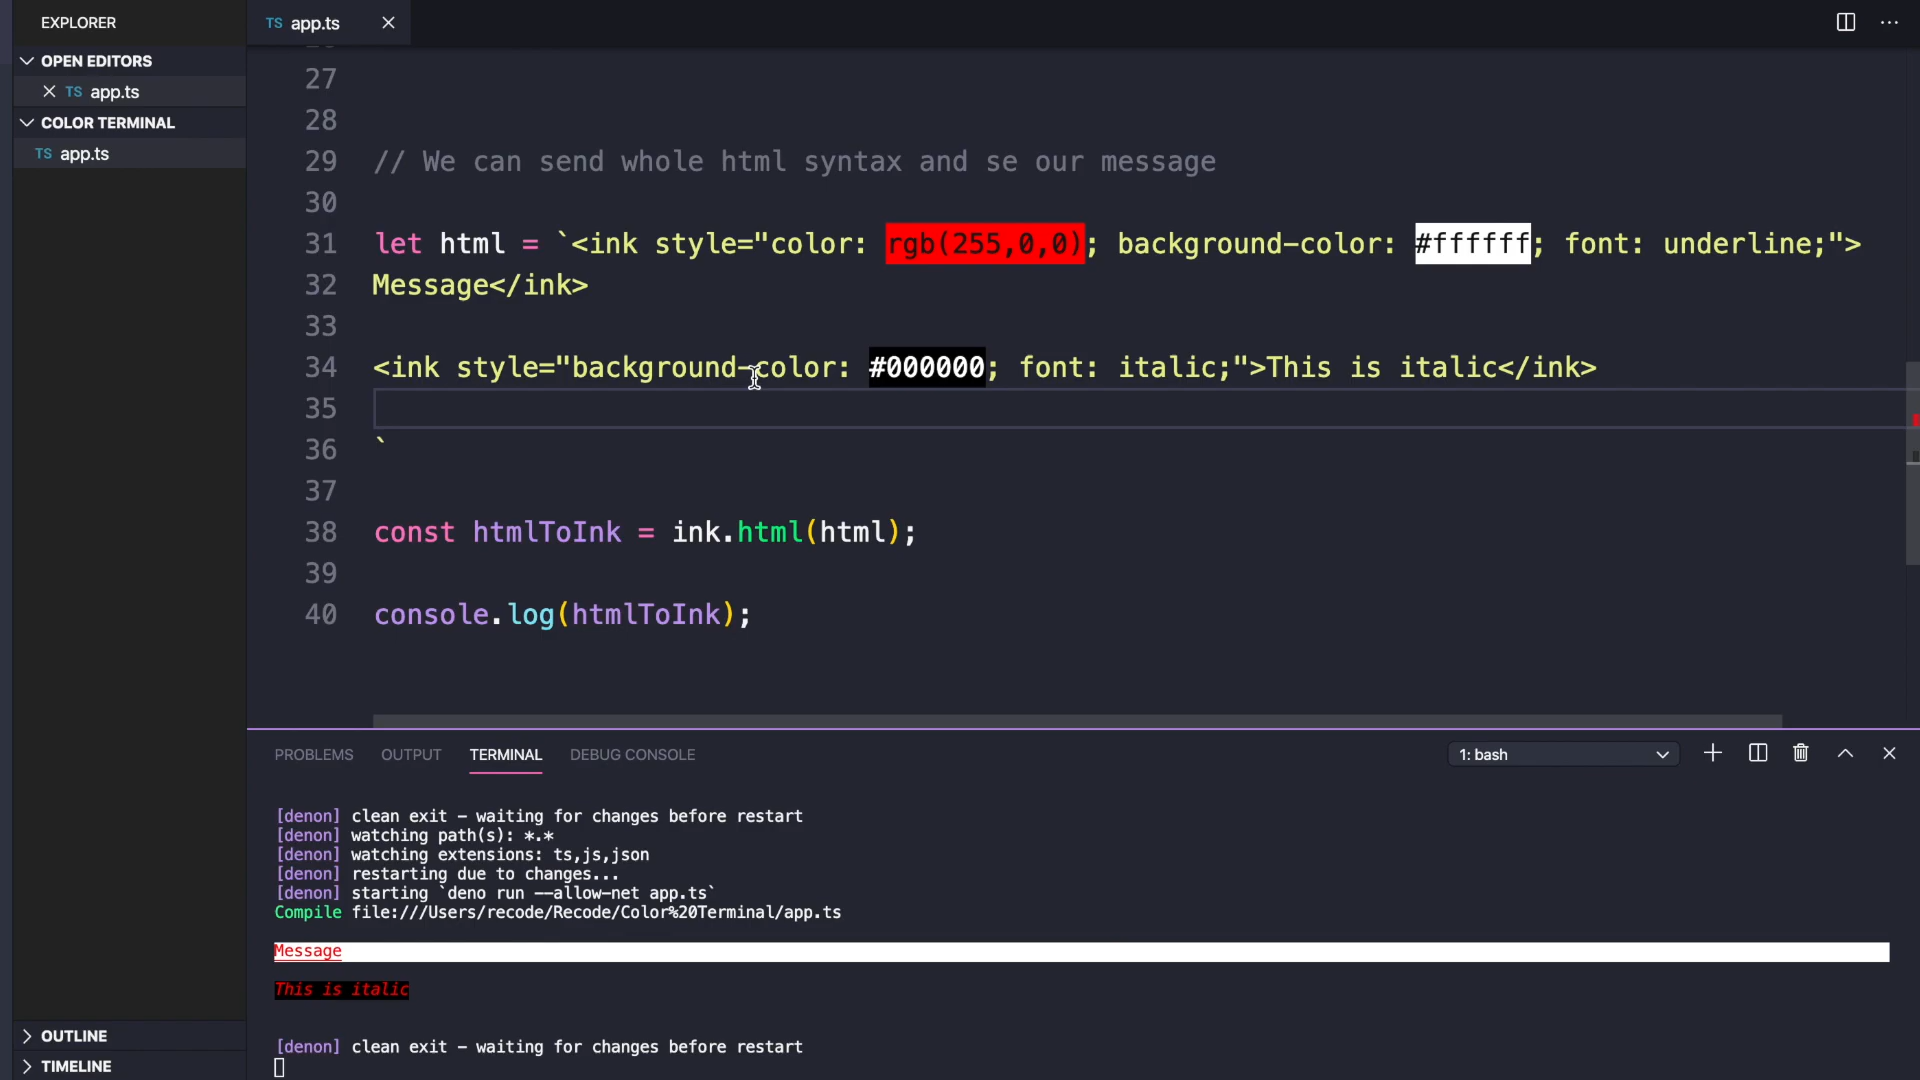 EXPLORER
TS app.ts
OPEN EDITORS
TS app.ts
COLOR TERMINAL
TS app.ts
27
28
29 // We can send whole html syntax and se our message
30
31 let html = `<ink style="color: rgb(255,0,0); background-color: #ffffff; font: underline;">
32 Message</ink>
33
34 <ink style="background-color: #000000; font: italic;">This is italic</ink>
35
36 `
37
38 const htmlToInk = ink.html(html);
39
40 console.log(htmlToInk);
PROBLEMS OUTPUT TERMINAL DEBUG CONSOLE 1: bash
[denon] clean exit - waiting for changes before restart
[denon] watching path(s): *.*
[denon] watching extensions: ts,js,json
[denon] restarting due to changes...
[denon] starting `deno run --allow-net app.ts`
Compile file:///Users/recode/Recode/Color%20Terminal/app.ts
Message
This is italic
[denon] clean exit - waiting for changes before restart
OUTLINE
TIMELINE